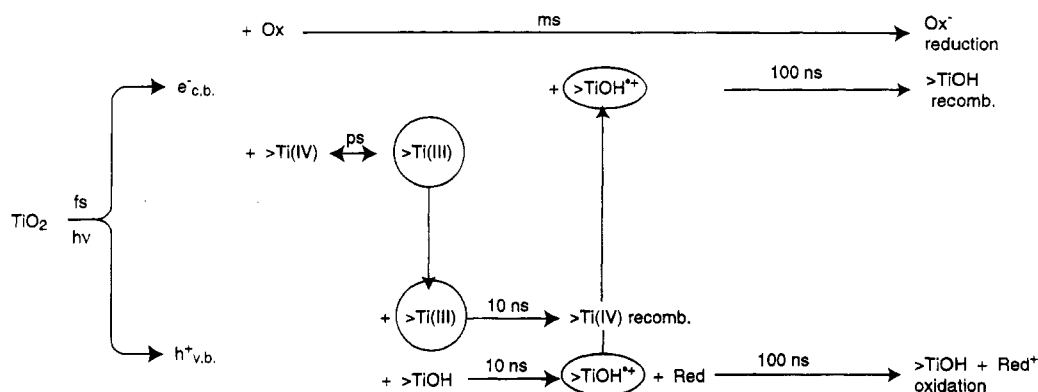 + Ox
ms
Ox⁻
reduction
e⁻c.b.
+ >TiOH•+
100 ns
>TiOH
recomb.
+ >Ti(IV)
ps
>Ti(III)
TiO₂
fs
hν
+ >Ti(III)
10 ns
>Ti(IV) recomb.
h⁺v.b.
+ >TiOH
10 ns
>TiOH•+ + Red
100 ns
>TiOH + Red⁺
oxidation